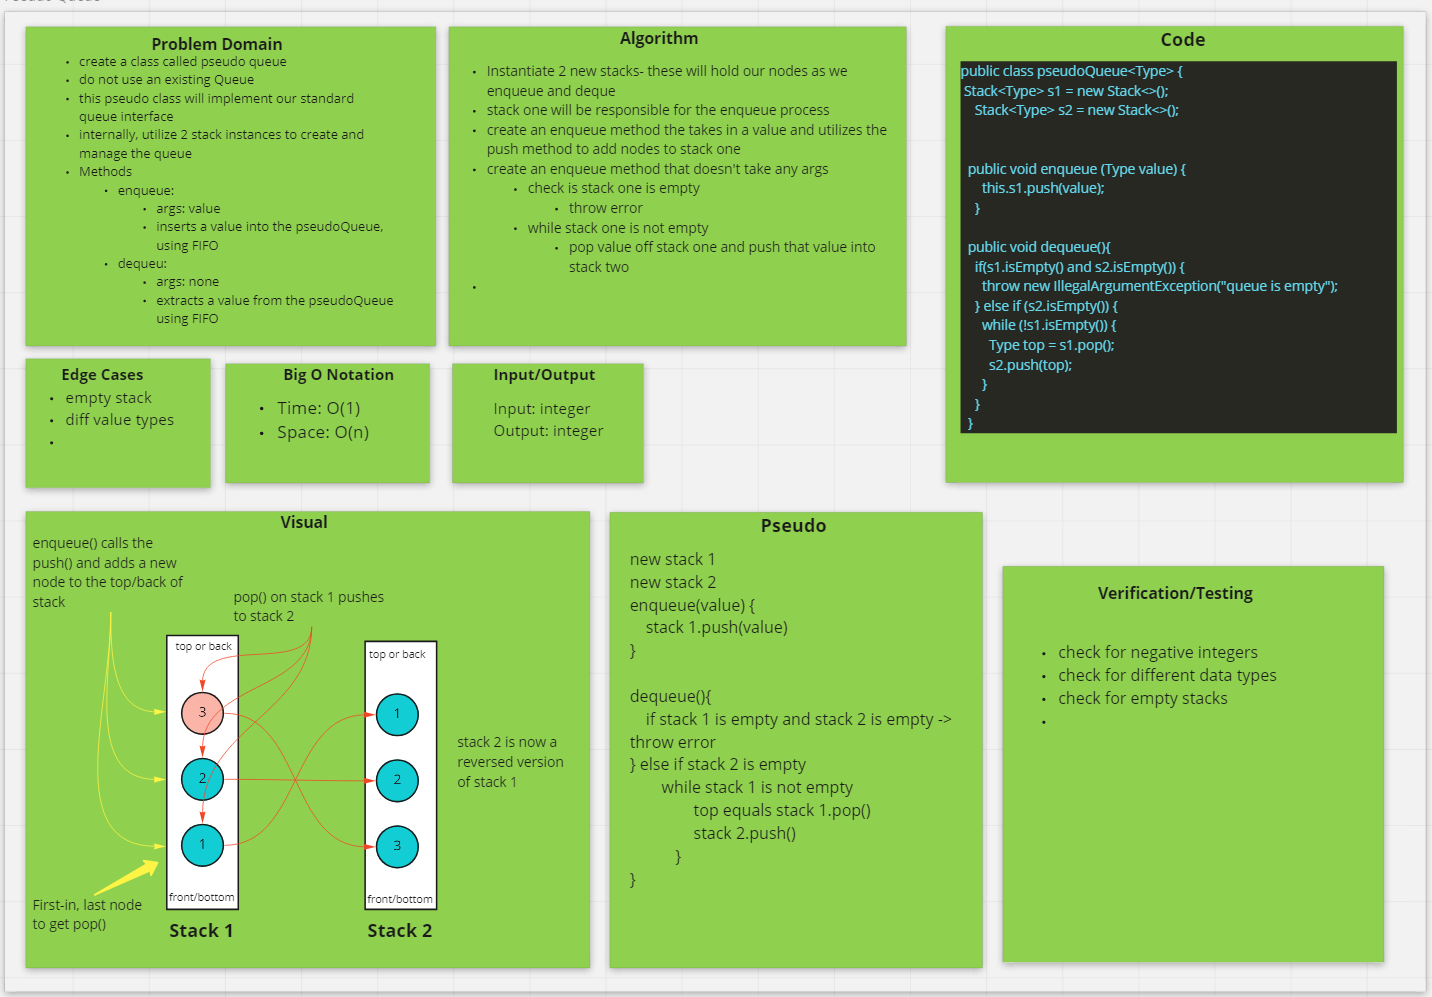 Problem Domain
• create a class called pseudo queue
• do not use an existing Queue
• this pseudo class will implement our standard
queue interface
• internally, utilize 2 stack instances to create and
manage the queue
• Methods
• enqueue:
• args: value
• inserts a value into the pseudoQueue,
using FIFO
• dequeu:
• args: none
• extracts a value from the pseudoQueue
using FIFO
Algorithm
• Instantiate 2 new stacks- these will hold our nodes as we
enqueue and deque
• stack one will be responsible for the enqueue process
• create an enqueue method the takes in a value and utilizes the
push method to add nodes to stack one
• create an enqueue method that doesn't take any args
• check is stack one is empty
• throw error
• while stack one is not empty
• pop value off stack one and push that value into
stack two
•
Code
public class pseudoQueue<Type> {
Stack<Type> s1 = new Stack<>();
Stack<Type> s2 = new Stack<>();
public void enqueue (Type value) {
this.s1.push(value);
}
public void dequeue(){
if(s1.isEmpty() and s2.isEmpty()) {
throw new IllegalArgumentException("queue is empty");
} else if (s2.isEmpty()) {
while (!s1.isEmpty()) {
Type top = s1.pop();
s2.push(top);
}
}
}
Edge Cases
• empty stack
• diff value types
•
Big O Notation
• Time: O(1)
• Space: O(n)
Input/Output
Input: integer
Output: integer
Visual
enqueue() calls the
push() and adds a new
node to the top/back of
stack
pop() on stack 1 pushes
to stack 2
top or back
3
2
1
front/bottom
Stack 1
First-in, last node
to get pop()
top or back
1
2
3
front/bottom
Stack 2
stack 2 is now a
reversed version
of stack 1
Pseudo
new stack 1
new stack 2
enqueue(value) {
stack 1.push(value)
}
dequeue(){
if stack 1 is empty and stack 2 is empty ->
throw error
} else if stack 2 is empty
while stack 1 is not empty
top equals stack 1.pop()
stack 2.push()
}
}
Verification/Testing
• check for negative integers
• check for different data types
• check for empty stacks
•